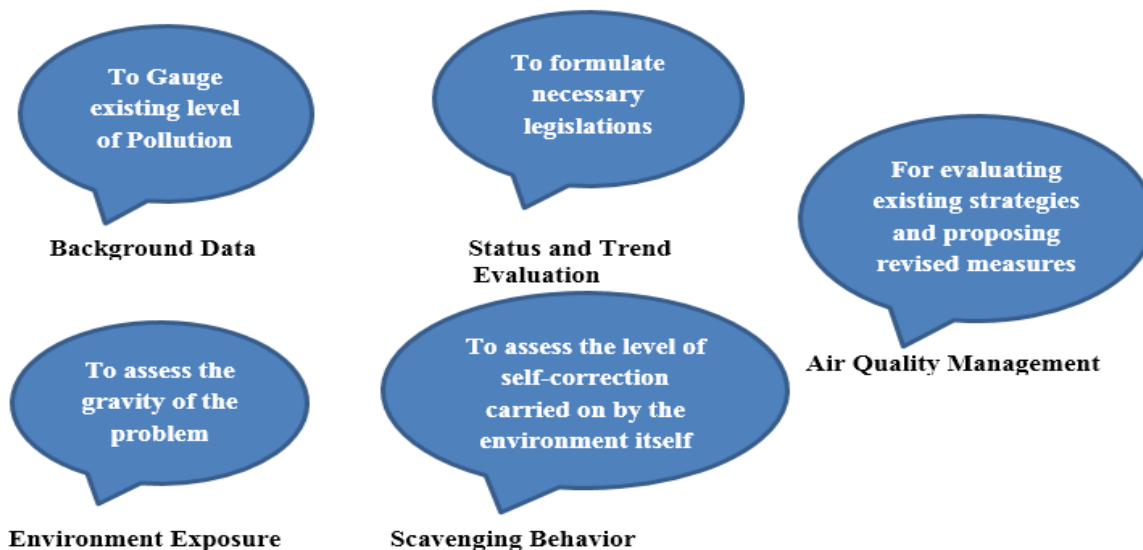 To Gauge
existing level
of Pollution
Background Data
To formulate
necessary
legislations
Status and Trend
Evaluation
For evaluating
existing strategies
and proposing
revised measures
Air Quality Management
To assess the
gravity of the
problem
Environment Exposure
To assess the level of
self-correction
carried on by the
environment itself
Scavenging Behavior